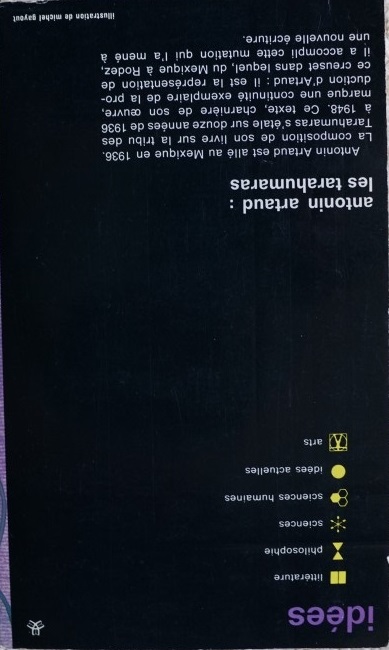 idées
littérature
philosophie
sciences
sciences humaines
idées actuelles
arts
antonin artaud :
les tarahumaras
Antonin Artaud est allé au Mexique en 1936.
La composition de son livre sur la tribu des
Tarahumaras s'étale sur douze années de 1936
à 1948. Ce texte, charnière de son œuvre,
marque une continuité exemplaire de la pro-
duction d'Artaud : il est la représentation de
ce creuset dans lequel, du Mexique à Rodez,
il a accompli cette mutation qui l'a mené à
une nouvelle écriture.
illustration de michel gayout